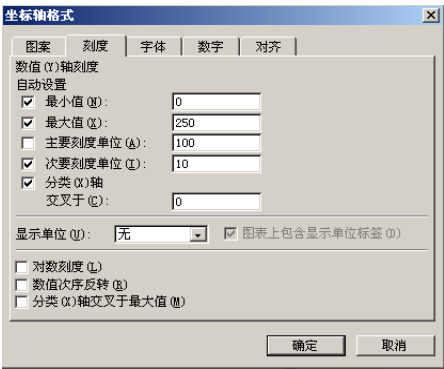 坐标轴格式
图案 刻度 字体 数字 对齐
数值(Y)轴刻度
自动设置
最小值(N): 0
最大值(X): 250
主要刻度单位(A): 100
次要刻度单位(I): 10
分类(X)轴
交叉于(C): 0
显示单位(U): 无 图表上包含显示单位标签(D)
对数刻度(L)
数值次序反转(R)
分类(X)轴交叉于最大值(M)
确定 取消